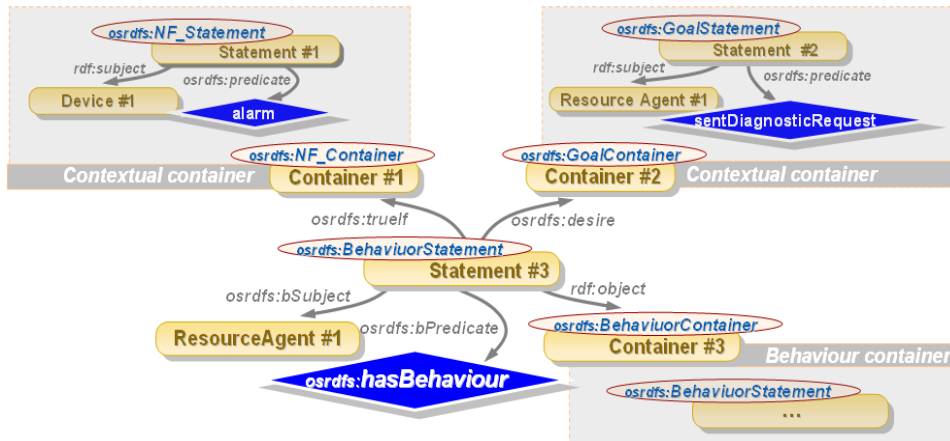 osrdfs:NF_Statement
Statement #1
rdf:subject
osrdfs:predicate
Device #1
alarm
osrdfs:GoalStatement
Statement #2
rdf:subject
osrdfs:predicate
Resource Agent #1
sentDiagnosticRequest
osrdfs:NF_Container
Contextual container
Container #1
osrdfs:GoalContainer
Container #2
Contextual container
osrdfs:trueIf
osrdfs:desire
osrdfs:BehaviuorStatement
Statement #3
osrdfs:bSubject
rdf:object
osrdfs:bPredicate
ResourceAgent #1
osrdfs:BehaviuorContainer
Container #3
Behaviour container
osrdfs:hasBehaviour
osrdfs:BehaviuorStatement
...